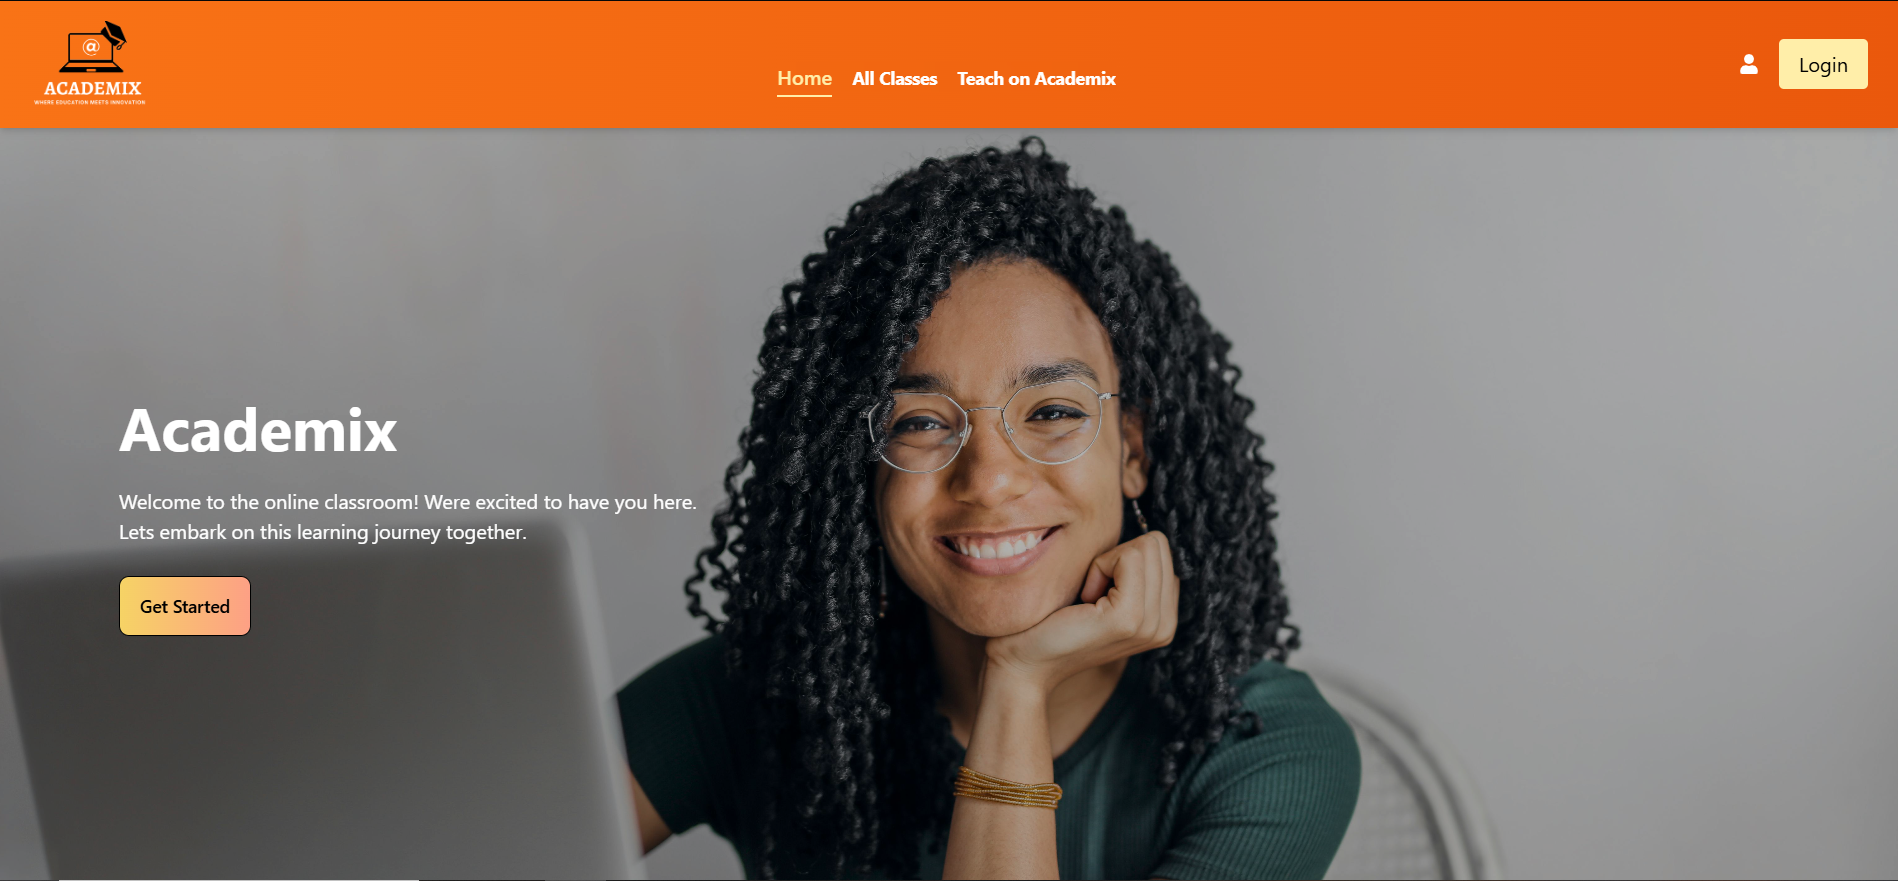 @
ACADEMIX
WHERE EDUCATION MEETS INNOVATION
Home All Classes Teach on Academix
Login
Academix
Welcome to the online classroom! Were excited to have you here.
Lets embark on this learning journey together.
Get Started